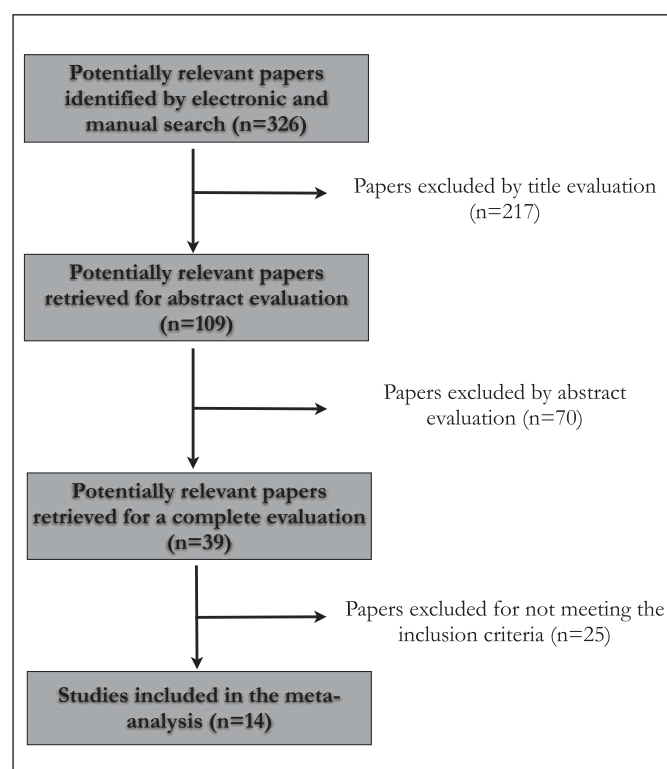 Potentially relevant papers
identified by electronic and
manual search (n=326)
Papers excluded by title evaluation
(n=217)
Potentially relevant papers
retrieved for abstract evaluation
(n=109)
Papers excluded by abstract
evaluation (n=70)
Potentially relevant papers
retrieved for a complete evaluation
(n=39)
Papers excluded for not meeting the
inclusion criteria (n=25)
Studies included in the meta-
analysis (n=14)